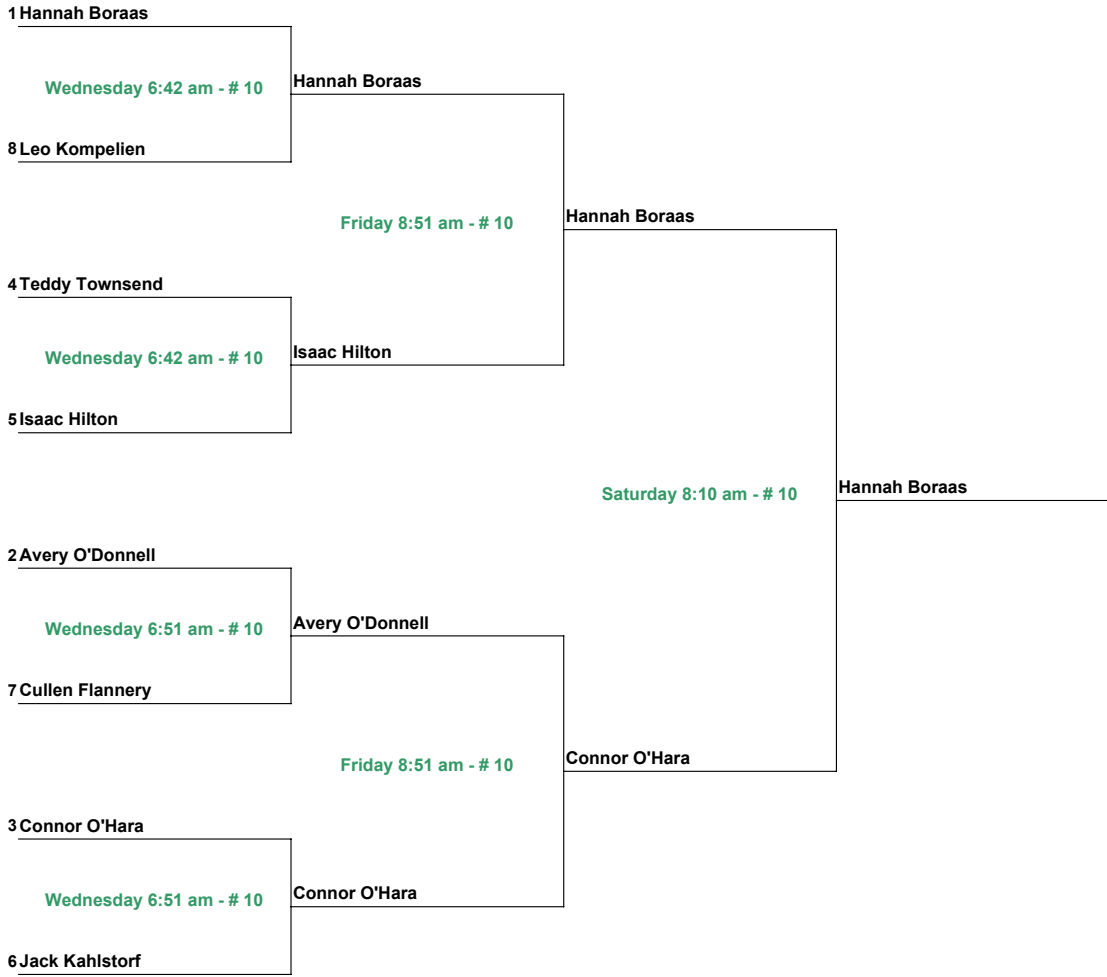 1 Hannah Boraas
Wednesday 6:42 am - # 10
Hannah Boraas
8 Leo Kompelien
Friday 8:51 am - # 10
Hannah Boraas
4 Teddy Townsend
Wednesday 6:42 am - # 10
Isaac Hilton
5 Isaac Hilton
Saturday 8:10 am - # 10
Hannah Boraas
2 Avery O'Donnell
Wednesday 6:51 am - # 10
Avery O'Donnell
7 Cullen Flannery
Friday 8:51 am - # 10
Connor O'Hara
3 Connor O'Hara
Wednesday 6:51 am - # 10
Connor O'Hara
6 Jack Kahlstorf